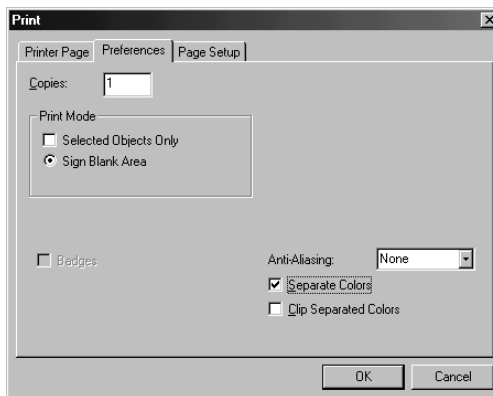 Print
Printer Page Preferences Page Setup
Copies: 1
Print Mode
Selected Objects Only
Sign Blank Area
Badges
Anti-Aliasing: None
Separate Colors
Clip Separated Colors
OK Cancel